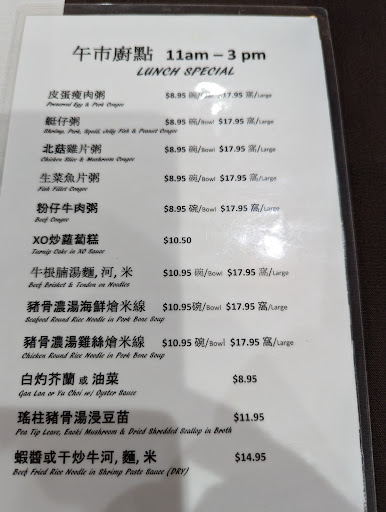 午市廚點 11am – 3 pm
LUNCH SPECIAL
皮蛋瘦肉粥 $8.95 碗/Bowl $17.95 窩/Large
Preserved Egg & Pork Congee
艇仔粥 $8.95 碗/Bowl $17.95 窩/Large
Shrimp, Pork, Squid, Jelly Fish & Peanut Congee
北菇雞片粥 $8.95 碗/Bowl $17.95 窩/Large
Chicken Slice & Mushroom Congee
生菜魚片粥 $8.95 碗/Bowl $17.95 窩/Large
Fish Fillet Congee
粉仔牛肉粥 $8.95 碗/Bowl $17.95 窩/Large
Beef Congee
XO炒蘿蔔糕 $10.50
Turnip Cake in XO Sauce
牛根腩湯麵, 河, 米 $10.95 碗/Bowl $17.95 窩/Large
Beef Brisket & Tendon on Noodles
豬骨濃湯海鮮燴米線 $10.95碗/Bowl $17.95 窩/Large
Seafood Round Rice Noodle in Pork Bone Soup
豬骨濃湯雞絲燴米線 $10.95 碗/Bowl $17.95 窩/Large
Chicken Round Rice Noodle in Pork Bone Soup
白灼芥蘭 或 油菜 $8.95
Gan Lan or Yu Choi w/ Oyster Sauce
瑤柱豬骨湯浸豆苗 $11.95
Pea Tip Leave, Enoki Mushroom & Dried Shredded Scallop in Broth
蝦醬或干炒牛河, 麵, 米 $14.95
Beef Fried Rice Noodle in Shrimp Paste Sauce (DRY)